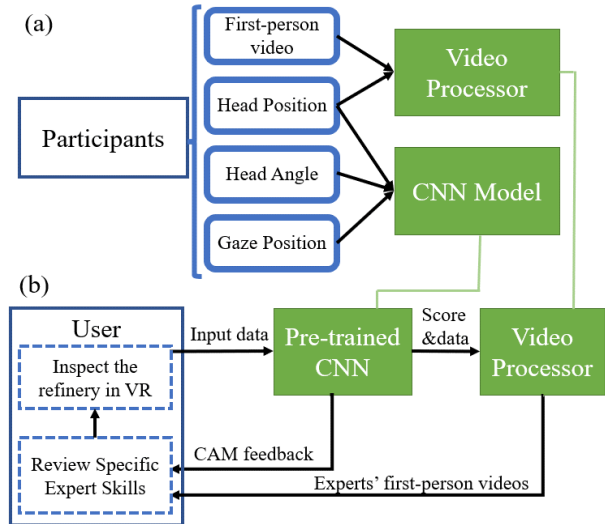 (a)
First-person
video
Head Position
Head Angle
Gaze Position
Participants
Video
Processor
CNN Model
(b)
User
Inspect the
refinery in VR
Review Specific
Expert Skills
Input data
Pre-trained
CNN
Score
&data
Video
Processor
CAM feedback
Experts' first-person videos